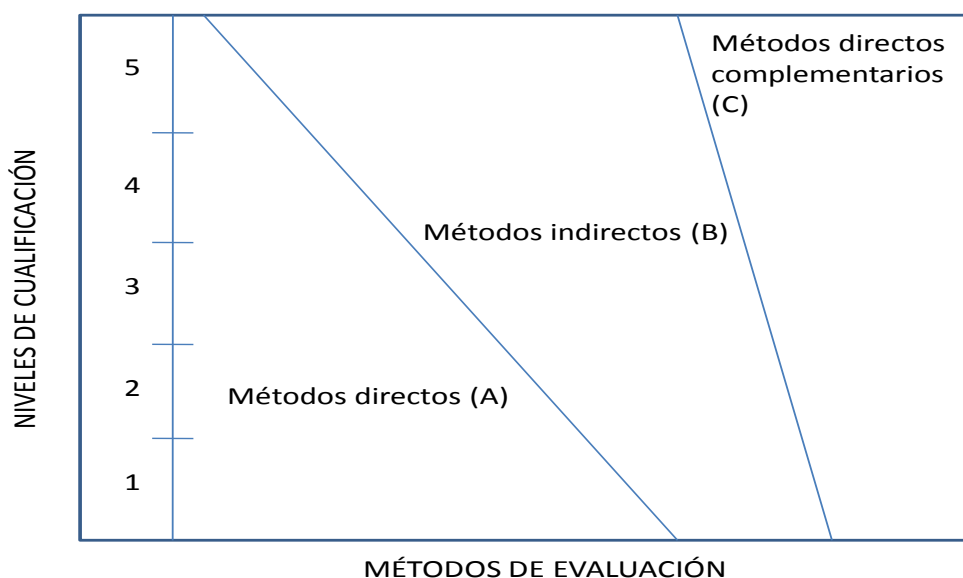 NIVELES DE CUALIFICACIÓN
5
4
3
2
1
Métodos directos
complementarios
(C)
Métodos indirectos (B)
Métodos directos (A)
MÉTODOS DE EVALUACIÓN